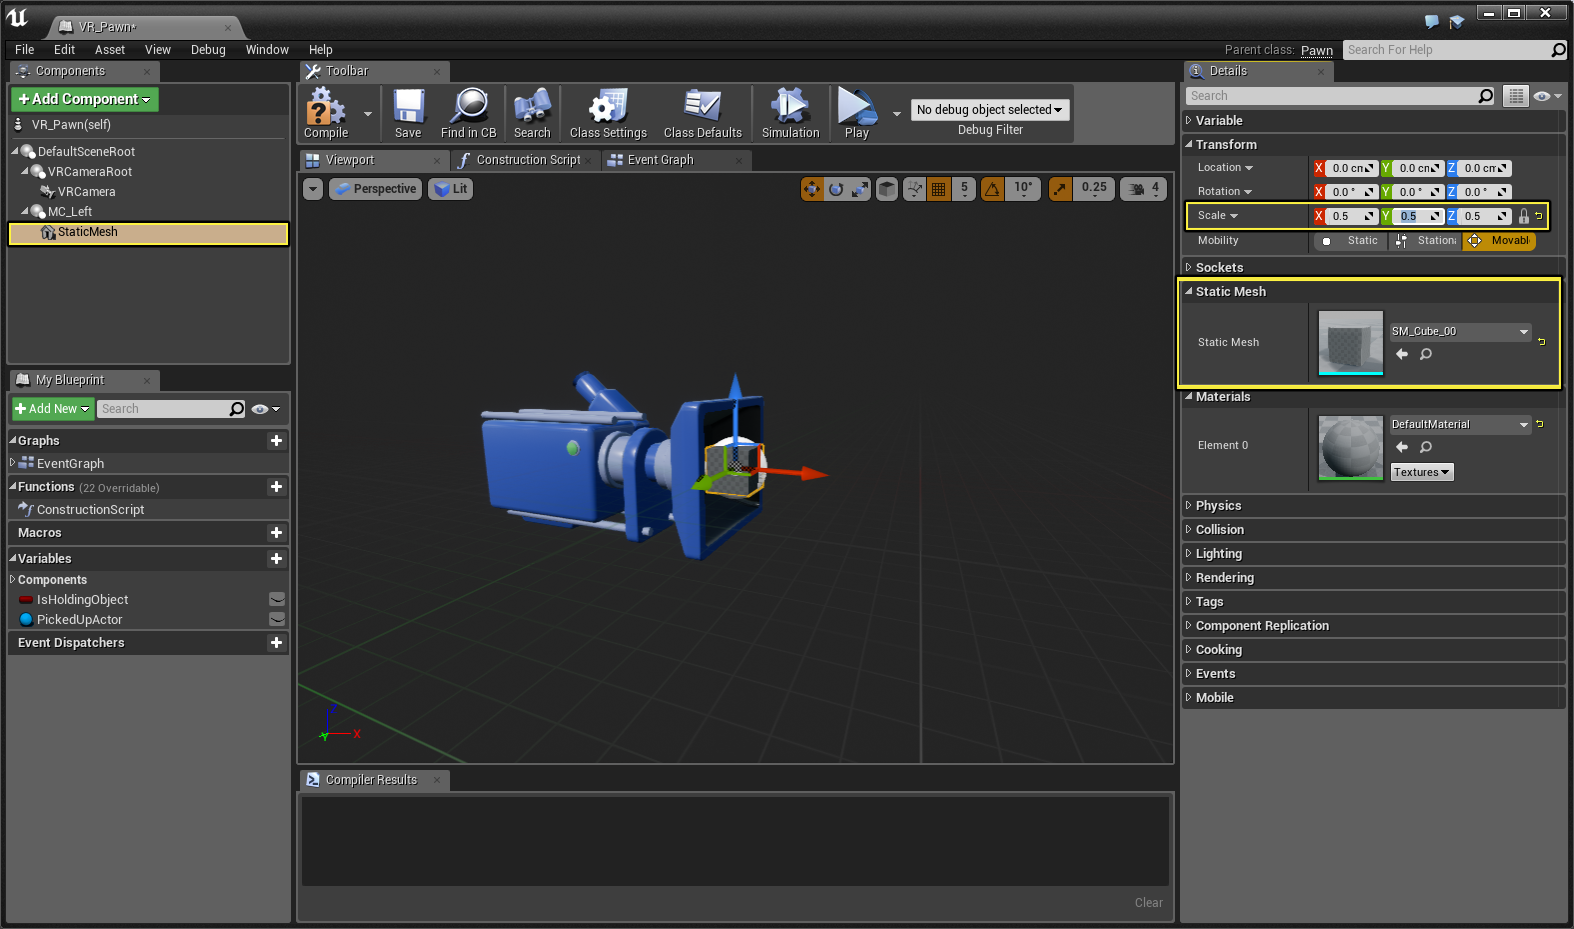 VR_Pawn*
File Edit Asset View Debug Window Help
Parent class: Pawn Search For Help
Components
+Add Component
VR_Pawn(self)
DefaultSceneRoot
VRCameraRoot
VRCamera
MC_Left
StaticMesh
My Blueprint
+Add New Search
Graphs
EventGraph
Functions (22 Overridable)
ConstructionScript
Macros
Variables
Components
IsHoldingObject
PickedUpActor
Event Dispatchers
Toolbar
Compile Save Find in CB Search Class Settings Class Defaults Simulation Play
No debug object selected
Debug Filter
Viewport Construction Script Event Graph
Perspective Lit 5 10° 0.25 4
Z
Y X
Compiler Results
Clear
Details
Search
Variable
Transform
Location X 0.0 cm Y 0.0 cm Z 0.0 cm
Rotation X 0.0 ° Y 0.0 ° Z 0.0 °
Scale X 0.5 Y 0.5 Z 0.5
Mobility Static Stationa Movabl
Sockets
Static Mesh
Static Mesh SM_Cube_00
Materials
Element 0 DefaultMaterial
Textures
Physics
Collision
Lighting
Rendering
Tags
Component Replication
Cooking
Events
Mobile